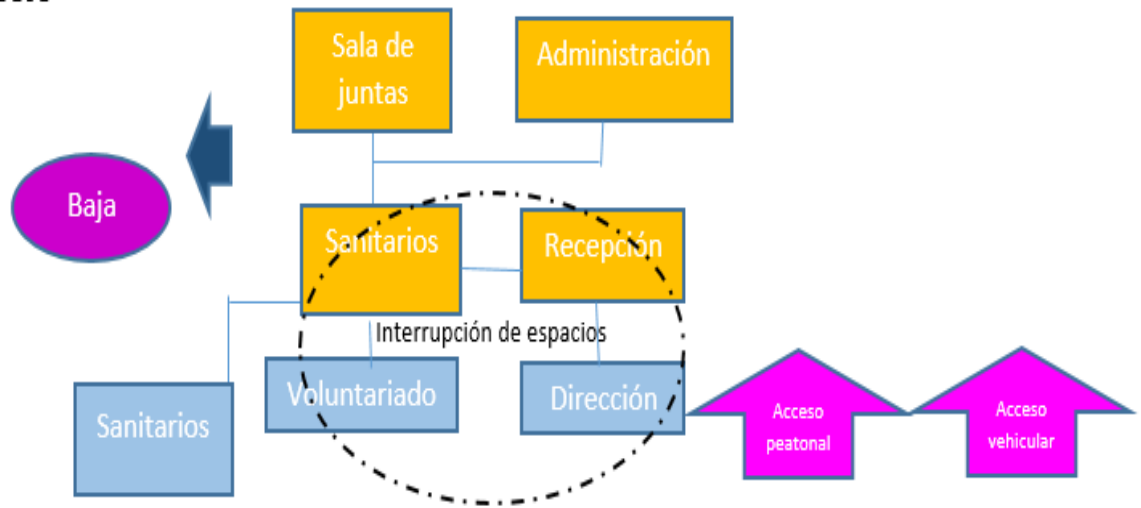 Sala de
juntas
Administración
Baja
Sanitarios
Recepción
Interrupción de espacios
Voluntariado
Dirección
Sanitarios
Acceso
peatonal
Acceso
vehicular